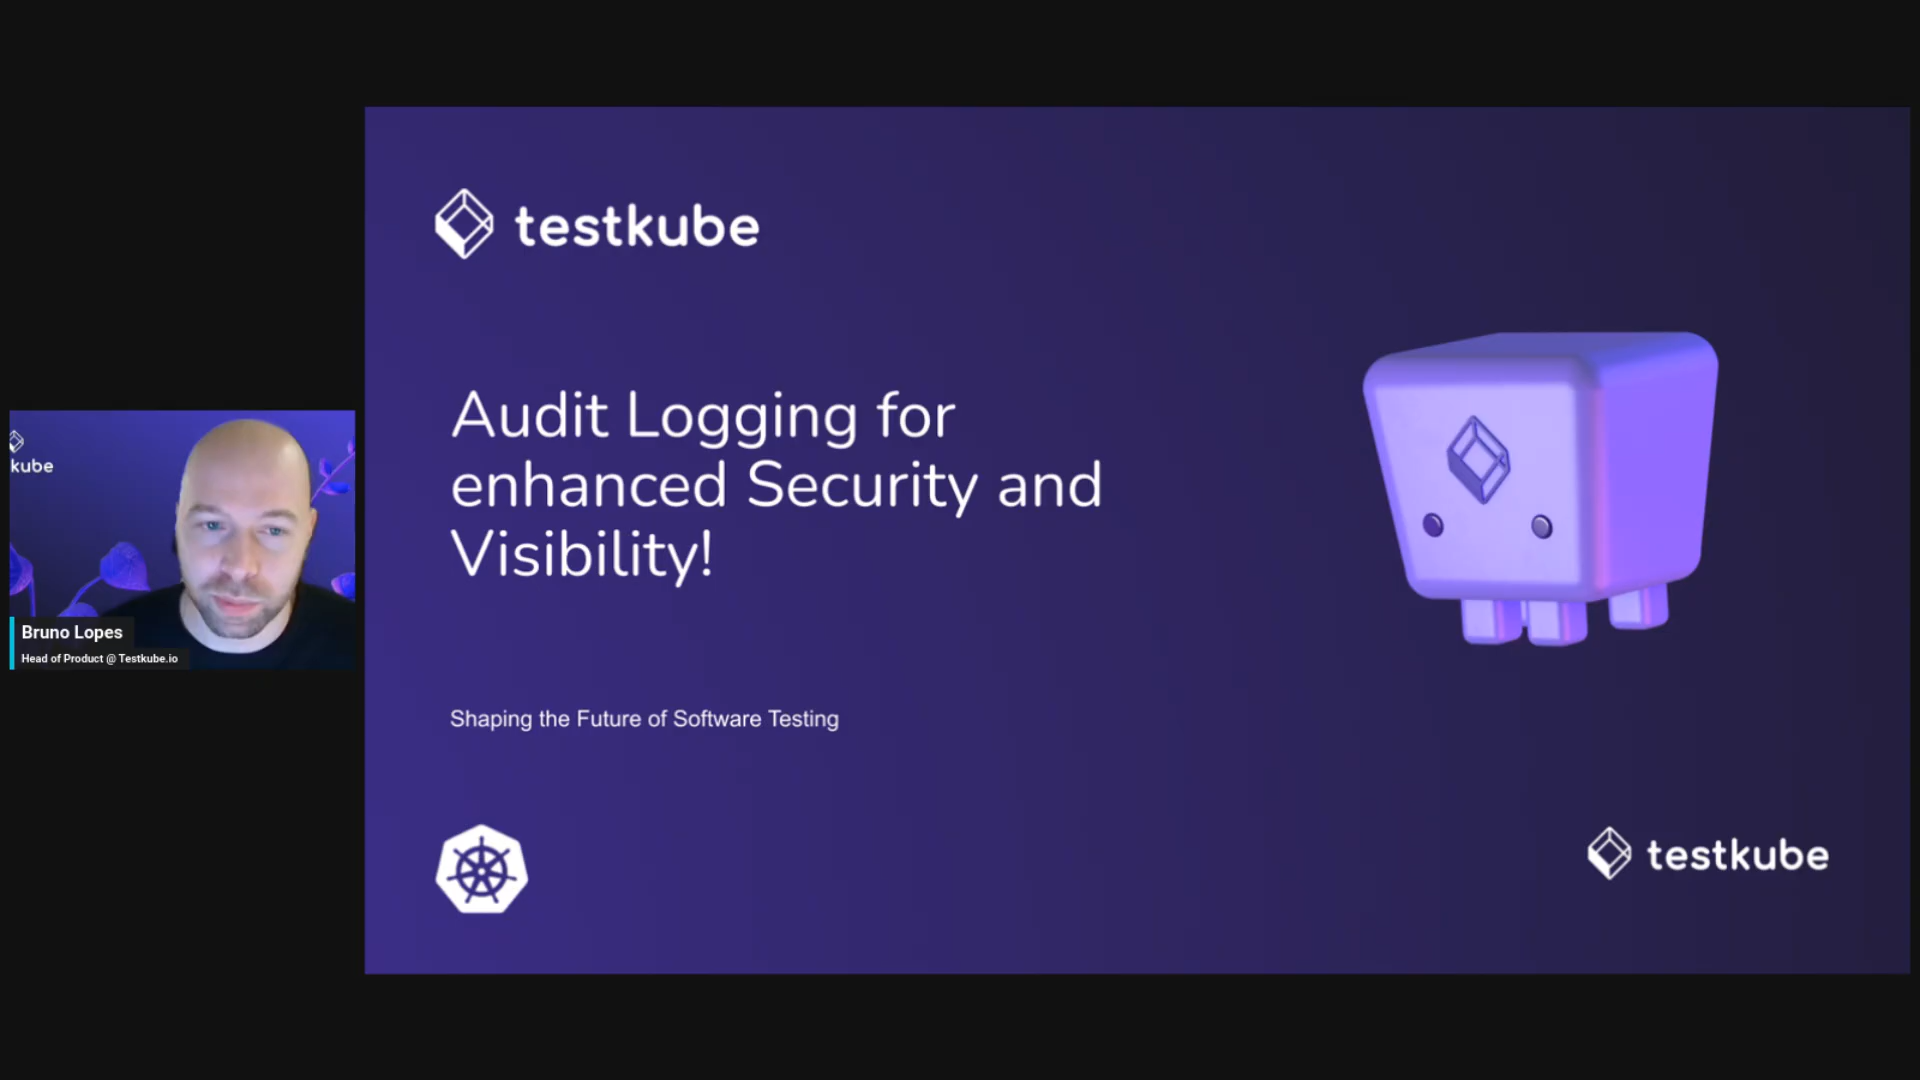 testkube
Audit Logging for
enhanced Security and
Visibility!
Shaping the Future of Software Testing
testkube
kube
Bruno Lopes
Head of Product @ Testkube.io